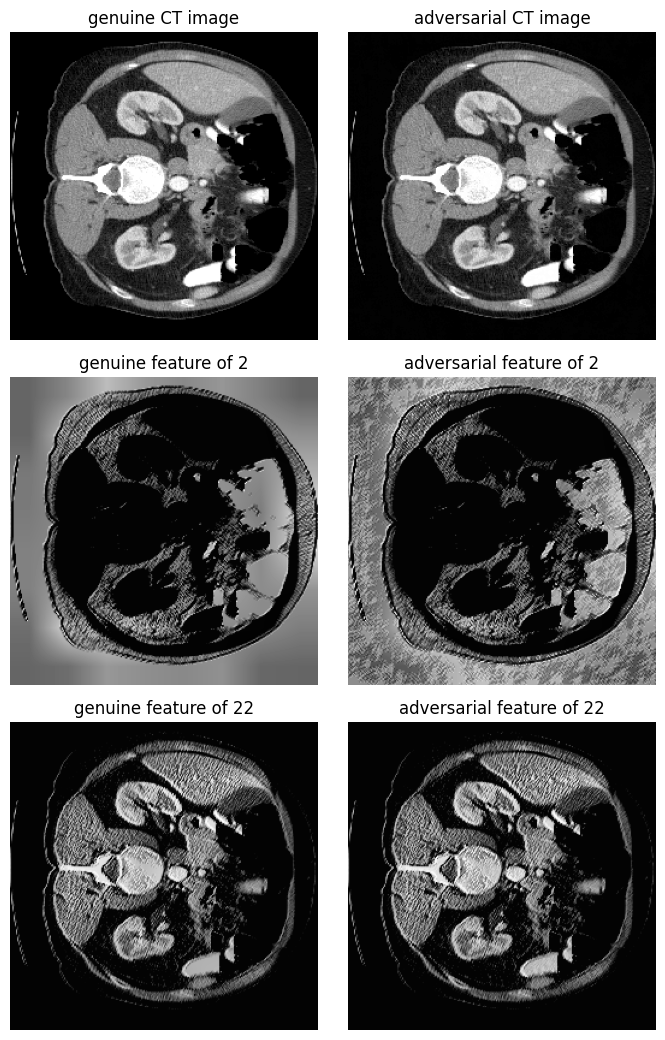 genuine CT image
adversarial CT image
genuine feature of 2
adversarial feature of 2
genuine feature of 22
adversarial feature of 22